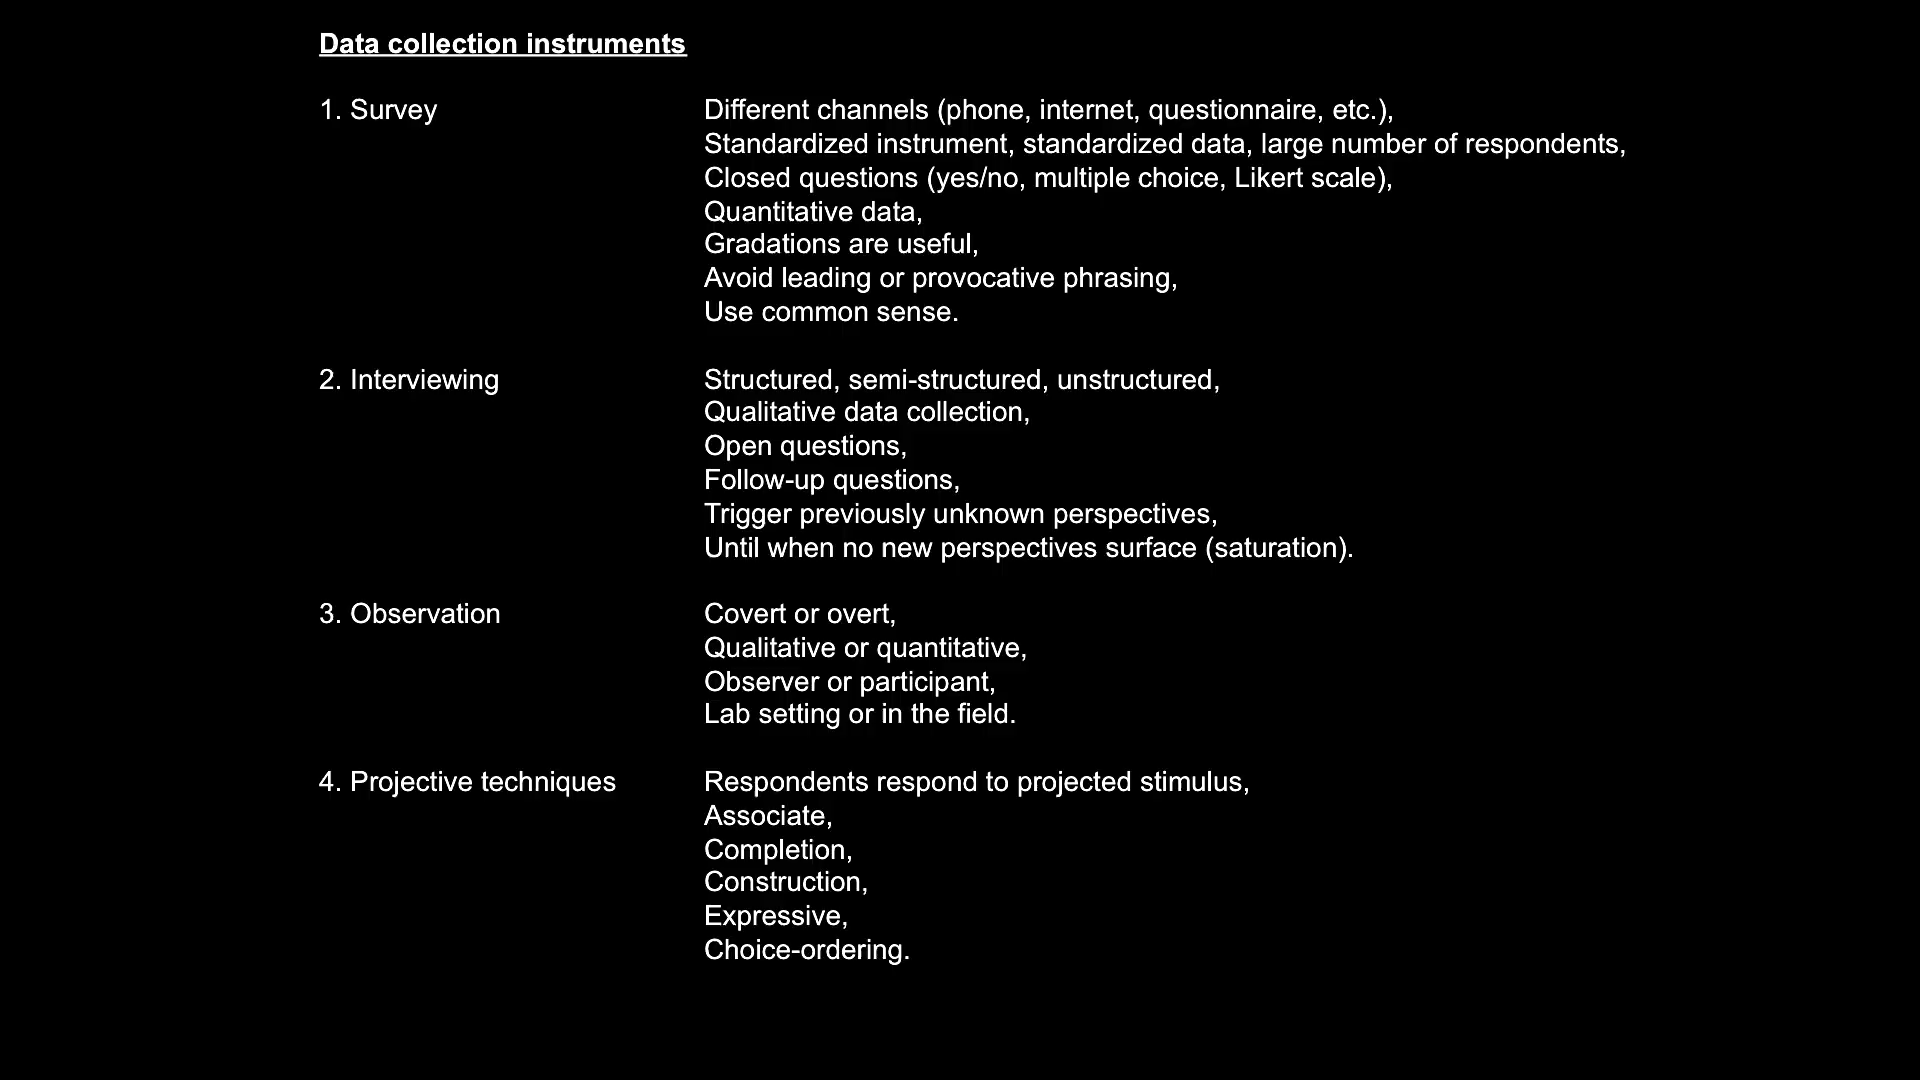 Data collection instruments
1. Survey Different channels (phone, internet, questionnaire, etc.),
Standardized instrument, standardized data, large number of respondents,
Closed questions (yes/no, multiple choice, Likert scale),
Quantitative data,
Gradations are useful,
Avoid leading or provocative phrasing,
Use common sense.
2. Interviewing Structured, semi-structured, unstructured,
Qualitative data collection,
Open questions,
Follow-up questions,
Trigger previously unknown perspectives,
Until when no new perspectives surface (saturation).
3. Observation Covert or overt,
Qualitative or quantitative,
Observer or participant,
Lab setting or in the field.
4. Projective techniques Respondents respond to projected stimulus,
Associate,
Completion,
Construction,
Expressive,
Choice-ordering.